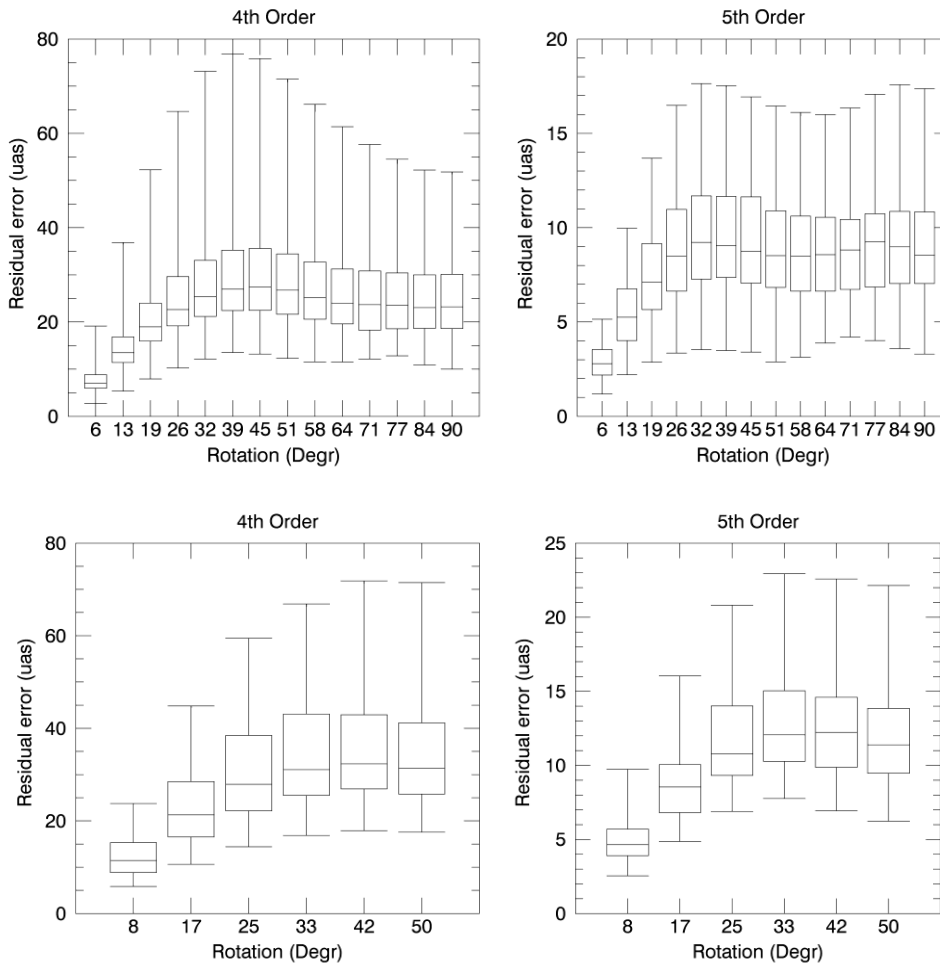 4th Order
80
60
40
20
0
Residual error (uas)
6 13 19 26 32 39 45 51 58 64 71 77 84 90
Rotation (Degr)
5th Order
20
15
10
5
0
Residual error (uas)
6 13 19 26 32 39 45 51 58 64 71 77 84 90
Rotation (Degr)
4th Order
80
60
40
20
0
Residual error (uas)
8 17 25 33 42 50
Rotation (Degr)
5th Order
25
20
15
10
5
0
Residual error (uas)
8 17 25 33 42 50
Rotation (Degr)